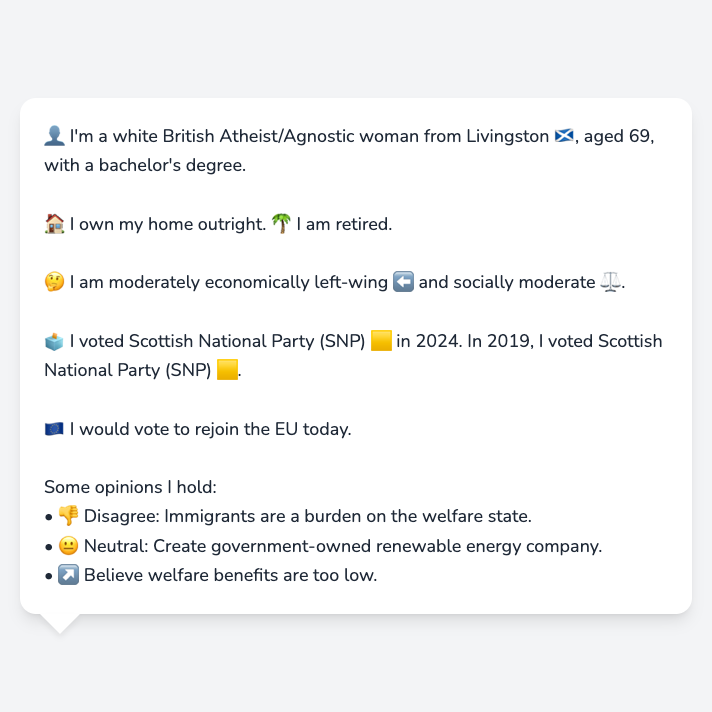 👤 I'm a white British Atheist/Agnostic woman from Livingston 🏴󠁧󠁢󠁳󠁣󠁴󠁿, aged 69,
with a bachelor's degree.
🏠 I own my home outright. 🌴 I am retired.
🤔 I am moderately economically left-wing ⬅️ and socially moderate ⚖️.
🗳️ I voted Scottish National Party (SNP) 🟨 in 2024. In 2019, I voted Scottish
National Party (SNP) 🟨.
🇪🇺 I would vote to rejoin the EU today.
Some opinions I hold:
• 👎 Disagree: Immigrants are a burden on the welfare state.
• 😐 Neutral: Create government-owned renewable energy company.
• ↗️ Believe welfare benefits are too low.